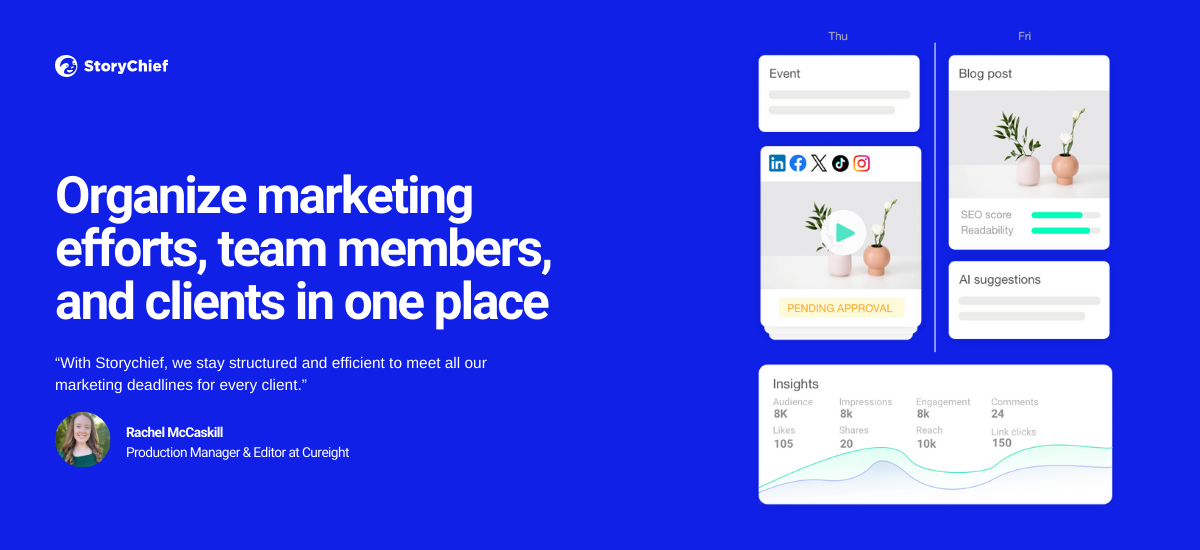 StoryChief
Organize marketing
efforts, team members,
and clients in one place
“With Storychief, we stay structured and efficient to meet all our
marketing deadlines for every client.”
Rachel McCaskill
Production Manager & Editor at Cureight
Thu
Event
in
PENDING APPROVAL
Fri
Blog post
SEO score
Readability
AI suggestions
Insights
Audience Impressions Engagement Comments
8K 8k 8k 24
Likes Shares Reach Link clicks
105 20 10k 150